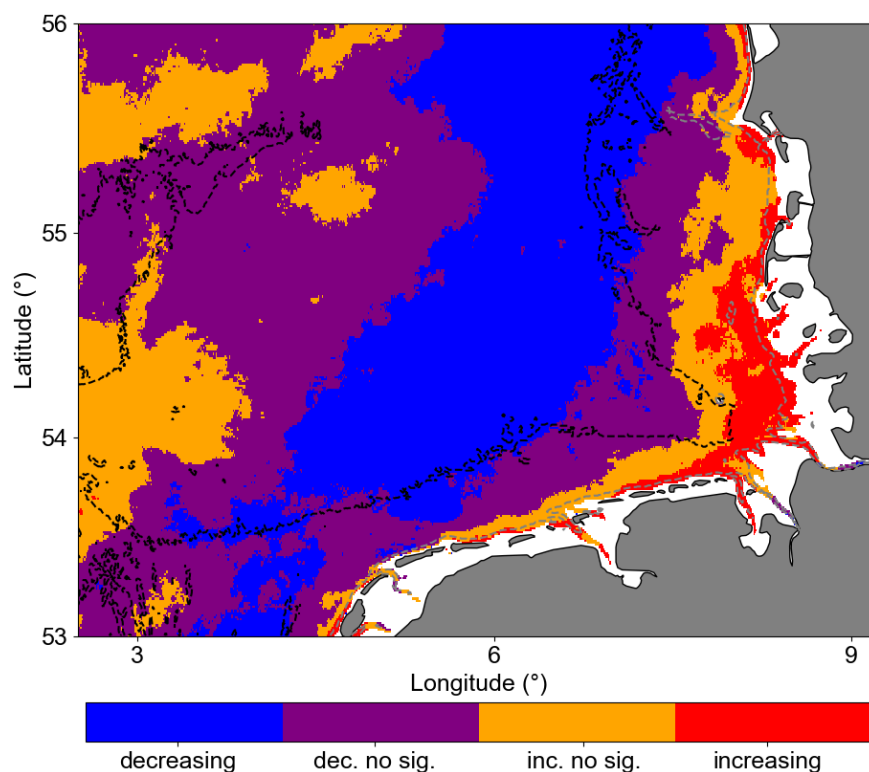 56
55
54
53
Latitude (°)
3 6 9
Longitude (°)
decreasing dec. no sig. inc. no sig. increasing